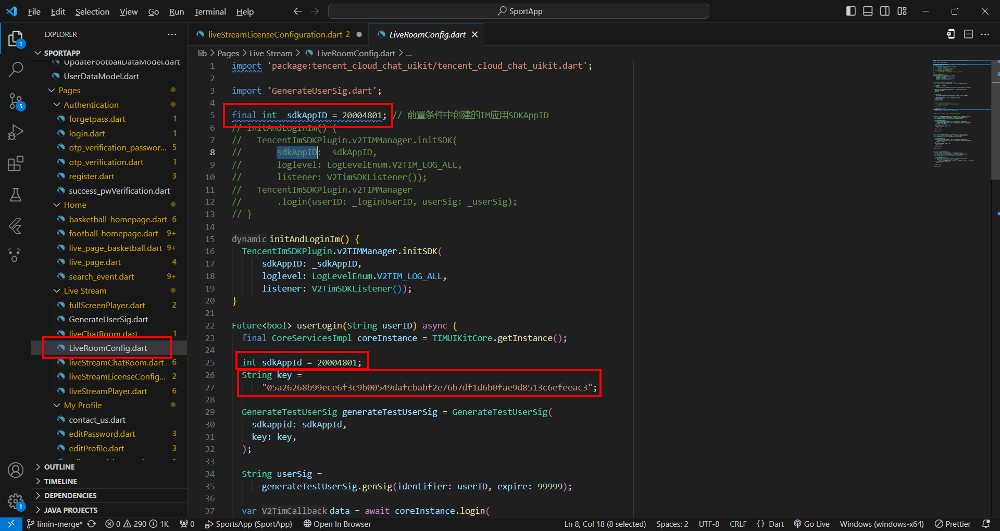 File Edit Selection View Go Run Terminal Help
SportApp
EXPLORER
liveStreamLicenseConfiguration.dart 2
LiveRoomConfig.dart
SPORTAPP
lib > Pages > Live Stream > LiveRoomConfig.dart > ...
UpdateFootballDataModel.dart
UserDataModel.dart
Pages
Authentication
forgetpass.dart 1
login.dart 1
otp_verification_passwor... 5
otp_verification.dart 1
register.dart 3
success_pwVerification.dart
Home
basketball-homepage.dart 6
football-homepage.dart 9+
live_page_basketball.dart 9+
live_page.dart 4
search_event.dart 9+
Live Stream
fullScreenPlayer.dart 2
GenerateUserSig.dart
liveChatRoom.dart 1
LiveRoomConfig.dart
liveStreamChatRoom.dart 6
liveStreamLicenseConfig... 2
liveStreamPlayer.dart 6
My Profile
contact_us.dart
editPassword.dart 3
editProfile.dart 3
OUTLINE
TIMELINE
DEPENDENCIES
JAVA PROJECTS
1
5
1
1 import 'package:tencent_cloud_chat_uikit/tencent_cloud_chat_uikit.dart';
2
3 import 'GenerateUserSig.dart';
4
5 final int _sdkAppID = 20004801; // 前置条件中创建的IM应用SDKAppID
6 // initAndLoginIm() {
7 // TencentImSDKPlugin.v2TIMManager.initSDK(
8 // sdkAppID: _sdkAppID,
9 // loglevel: LogLevelEnum.V2TIM_LOG_ALL,
10 // listener: V2TimSDKListener());
11 // TencentImSDKPlugin.v2TIMManager
12 // .login(userID: _loginUserID, userSig: _userSig);
13 // }
14
15 dynamic initAndLoginIm() {
16 TencentImSDKPlugin.v2TIMManager.initSDK(
17 sdkAppID: _sdkAppID,
18 loglevel: LogLevelEnum.V2TIM_LOG_ALL,
19 listener: V2TimSDKListener());
20 }
21
22 Future<bool> userLogin(String userID) async {
23 final CoreServicesImpl coreInstance = TIMUIKitCore.getInstance();
24
25 int sdkAppId = 20004801;
26 String key =
27 "05a26268b99ece6f3c9b00549dafcbabf2e76b7df1d6b0fae9d8513c6efeeac3";
28
29 GenerateTestUserSig generateTestUserSig = GenerateTestUserSig(
30 sdkappid: sdkAppId,
31 key: key,
32 );
33
34 String userSig =
35 generateTestUserSig.genSig(identifier: userID, expire: 99999);
36
37 var V2TimCallback data = await coreInstance.login(
limin-merge* 0 290 1K 0 SportsApp (SportApp) Open In Browser Ln 8, Col 18 (8 selected) Spaces: 2 UTF-8 CRLF {} Dart Go Live Windows (windows-x64) Prettier